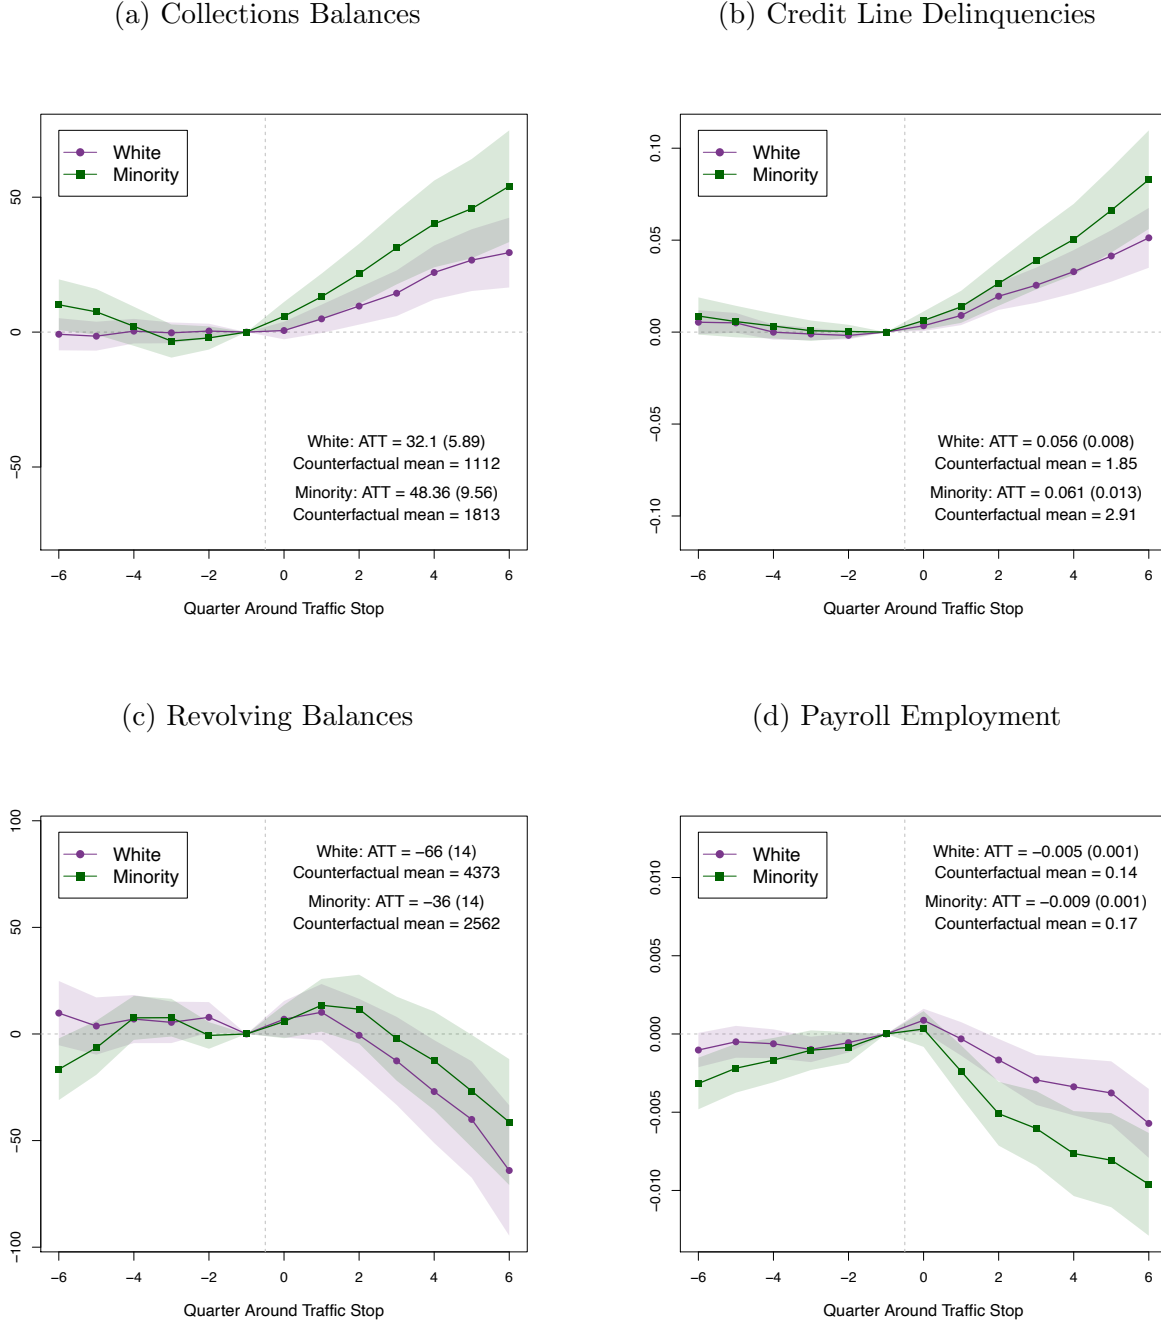 (a) Collections Balances
White
Minority
50
0
−50
White: ATT = 32.1 (5.89)
Counterfactual mean = 1112
Minority: ATT = 48.36 (9.56)
Counterfactual mean = 1813
−6 −4 −2 0 2 4 6
Quarter Around Traffic Stop
(b) Credit Line Delinquencies
White
Minority
0.10
0.05
0.00
−0.05
−0.10
White: ATT = 0.056 (0.008)
Counterfactual mean = 1.85
Minority: ATT = 0.061 (0.013)
Counterfactual mean = 2.91
−6 −4 −2 0 2 4 6
Quarter Around Traffic Stop
(c) Revolving Balances
White
Minority
100
50
0
−50
−100
White: ATT = −66 (14)
Counterfactual mean = 4373
Minority: ATT = −36 (14)
Counterfactual mean = 2562
−6 −4 −2 0 2 4 6
Quarter Around Traffic Stop
(d) Payroll Employment
White
Minority
0.010
0.005
0.000
−0.005
−0.010
White: ATT = −0.005 (0.001)
Counterfactual mean = 0.14
Minority: ATT = −0.009 (0.001)
Counterfactual mean = 0.17
−6 −4 −2 0 2 4 6
Quarter Around Traffic Stop